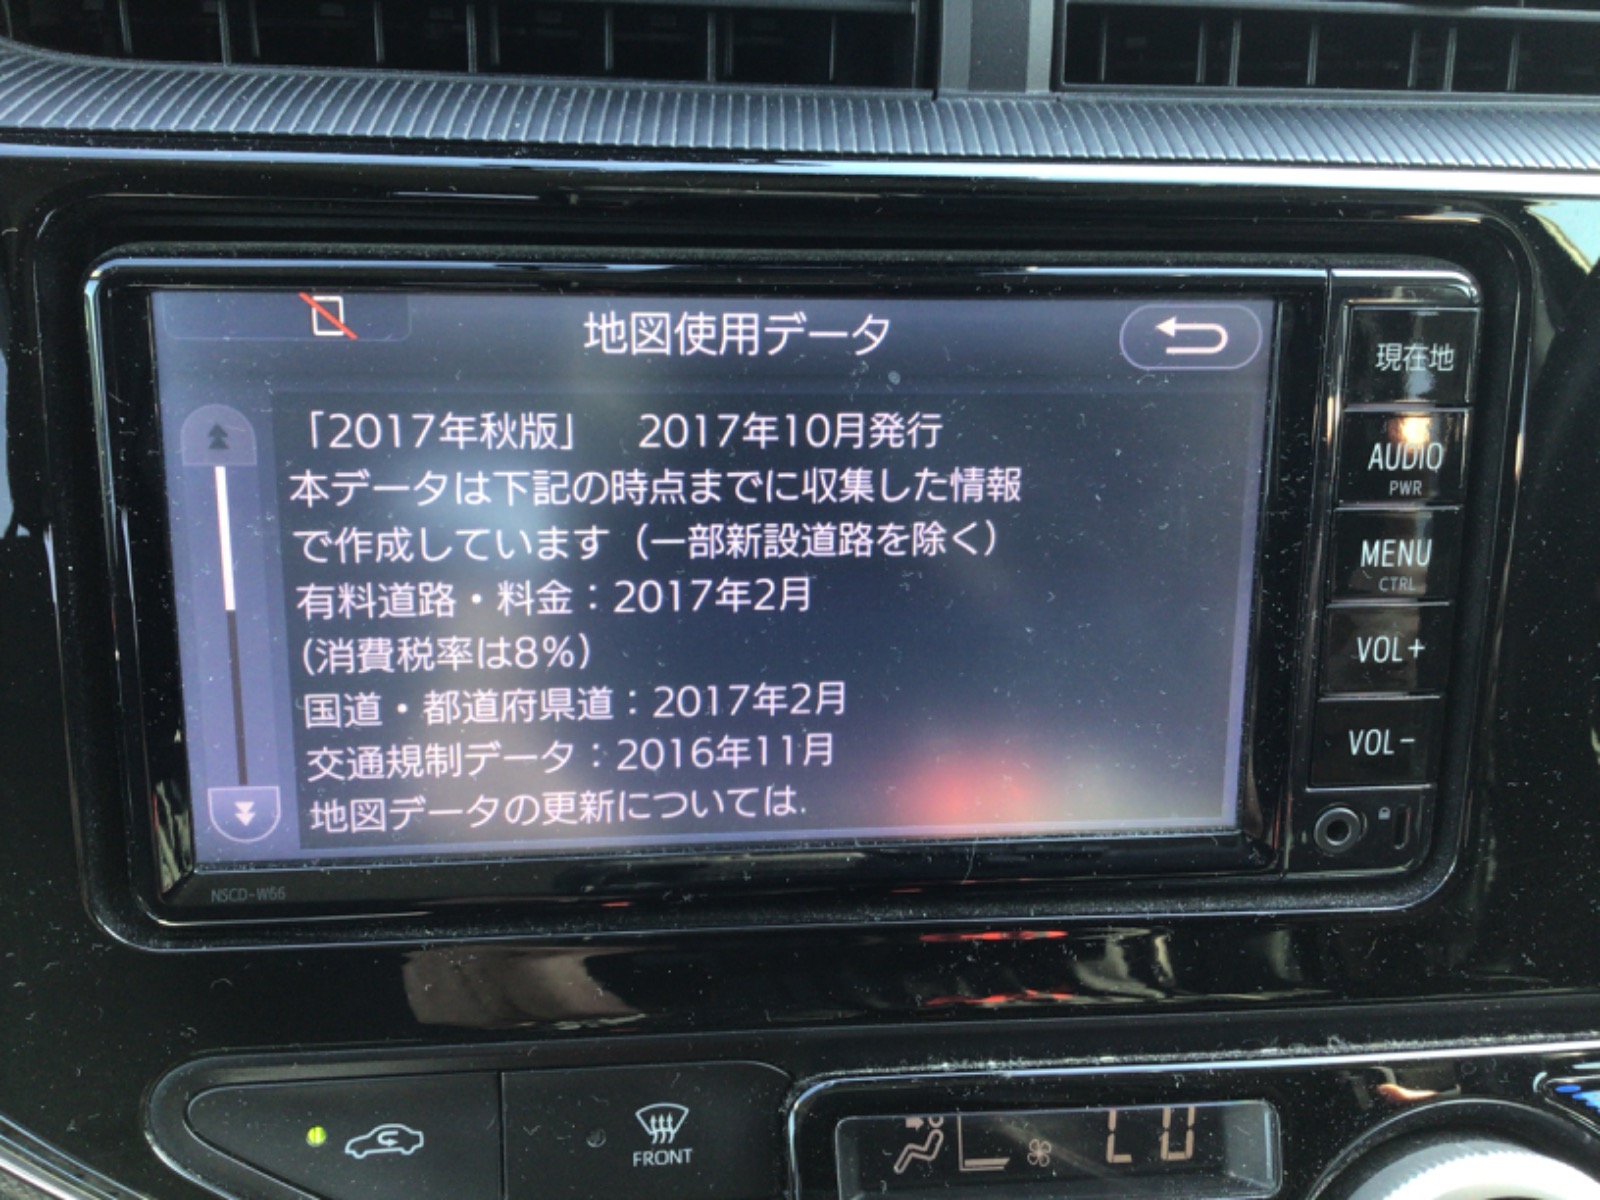 地図使用データ
「2017年秋版」　2017年10月発行
本データは下記の時点までに収集した情報
で作成しています（一部新設道路を除く）
有料道路・料金：2017年2月
(消費税率は8%)
国道・都道府県道：2017年2月
交通規制データ：2016年11月
地図データの更新については.
現在地
AUDIO
PWR
MENU
CTRL
VOL+
VOL-
NSCD-W66
FRONT
LO